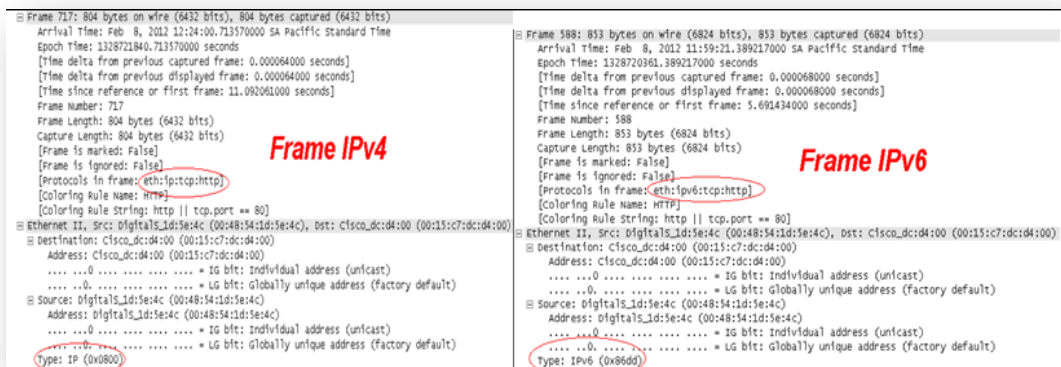 Frame 717: 804 bytes on wire (6432 bits), 804 bytes captured (6432 bits)
Arrival Time: Feb 8, 2012 12:24:00.713570000 SA Pacific Standard Time
Epoch Time: 1328721840.713570000 seconds
[Time delta from previous captured frame: 0.000064000 seconds]
[Time delta from previous displayed frame: 0.000064000 seconds]
[Time since reference or first frame: 11.092061000 seconds]
Frame Number: 717
Frame Length: 804 bytes (6432 bits)
Capture Length: 804 bytes (6432 bits)
[Frame is marked: False]
[Frame is ignored: False]
[Protocols in frame: eth:ip:tcp:http]
[Coloring Rule Name: HTTP]
[Coloring Rule String: http || tcp.port == 80]
Frame IPv4
Ethernet II, Src: DigitalS_1d:5e:4c (00:48:54:1d:5e:4c), Dst: Cisco_dc:d4:00 (00:15:c7:dc:d4:00)
Destination: Cisco_dc:d4:00 (00:15:c7:dc:d4:00)
Address: Cisco_dc:d4:00 (00:15:c7:dc:d4:00)
.... ...0 .... .... .... .... = IG bit: Individual address (unicast)
.... ..0. .... .... .... .... = LG bit: Globally unique address (factory default)
Source: DigitalS_1d:5e:4c (00:48:54:1d:5e:4c)
Address: DigitalS_1d:5e:4c (00:48:54:1d:5e:4c)
.... ...0 .... .... .... .... = IG bit: Individual address (unicast)
.... ..0. .... .... .... .... = LG bit: Globally unique address (factory default)
Type: IP (0x0800)
Frame 588: 853 bytes on wire (6824 bits), 853 bytes captured (6824 bits)
Arrival Time: Feb 8, 2012 11:59:21.389217000 SA Pacific Standard Time
Epoch Time: 1328720361.389217000 seconds
[Time delta from previous captured frame: 0.000068000 seconds]
[Time delta from previous displayed frame: 0.000068000 seconds]
[Time since reference or first frame: 5.691434000 seconds]
Frame Number: 588
Frame Length: 853 bytes (6824 bits)
Capture Length: 853 bytes (6824 bits)
[Frame is marked: False]
[Frame is ignored: False]
[Protocols in frame: eth:ipv6:tcp:http]
[Coloring Rule Name: HTTP]
[Coloring Rule String: http || tcp.port == 80]
Frame IPv6
Ethernet II, Src: DigitalS_1d:5e:4c (00:48:54:1d:5e:4c), Dst: Cisco_dc:d4:00 (00:15:c7:dc:d4:00)
Destination: Cisco_dc:d4:00 (00:15:c7:dc:d4:00)
Address: Cisco_dc:d4:00 (00:15:c7:dc:d4:00)
.... ...0 .... .... .... .... = IG bit: Individual address (unicast)
.... ..0. .... .... .... .... = LG bit: Globally unique address (factory default)
Source: DigitalS_1d:5e:4c (00:48:54:1d:5e:4c)
Address: DigitalS_1d:5e:4c (00:48:54:1d:5e:4c)
.... ...0 .... .... .... .... = IG bit: Individual address (unicast)
.... ..0. .... .... .... .... = LG bit: Globally unique address (factory default)
Type: IPv6 (0x86dd)